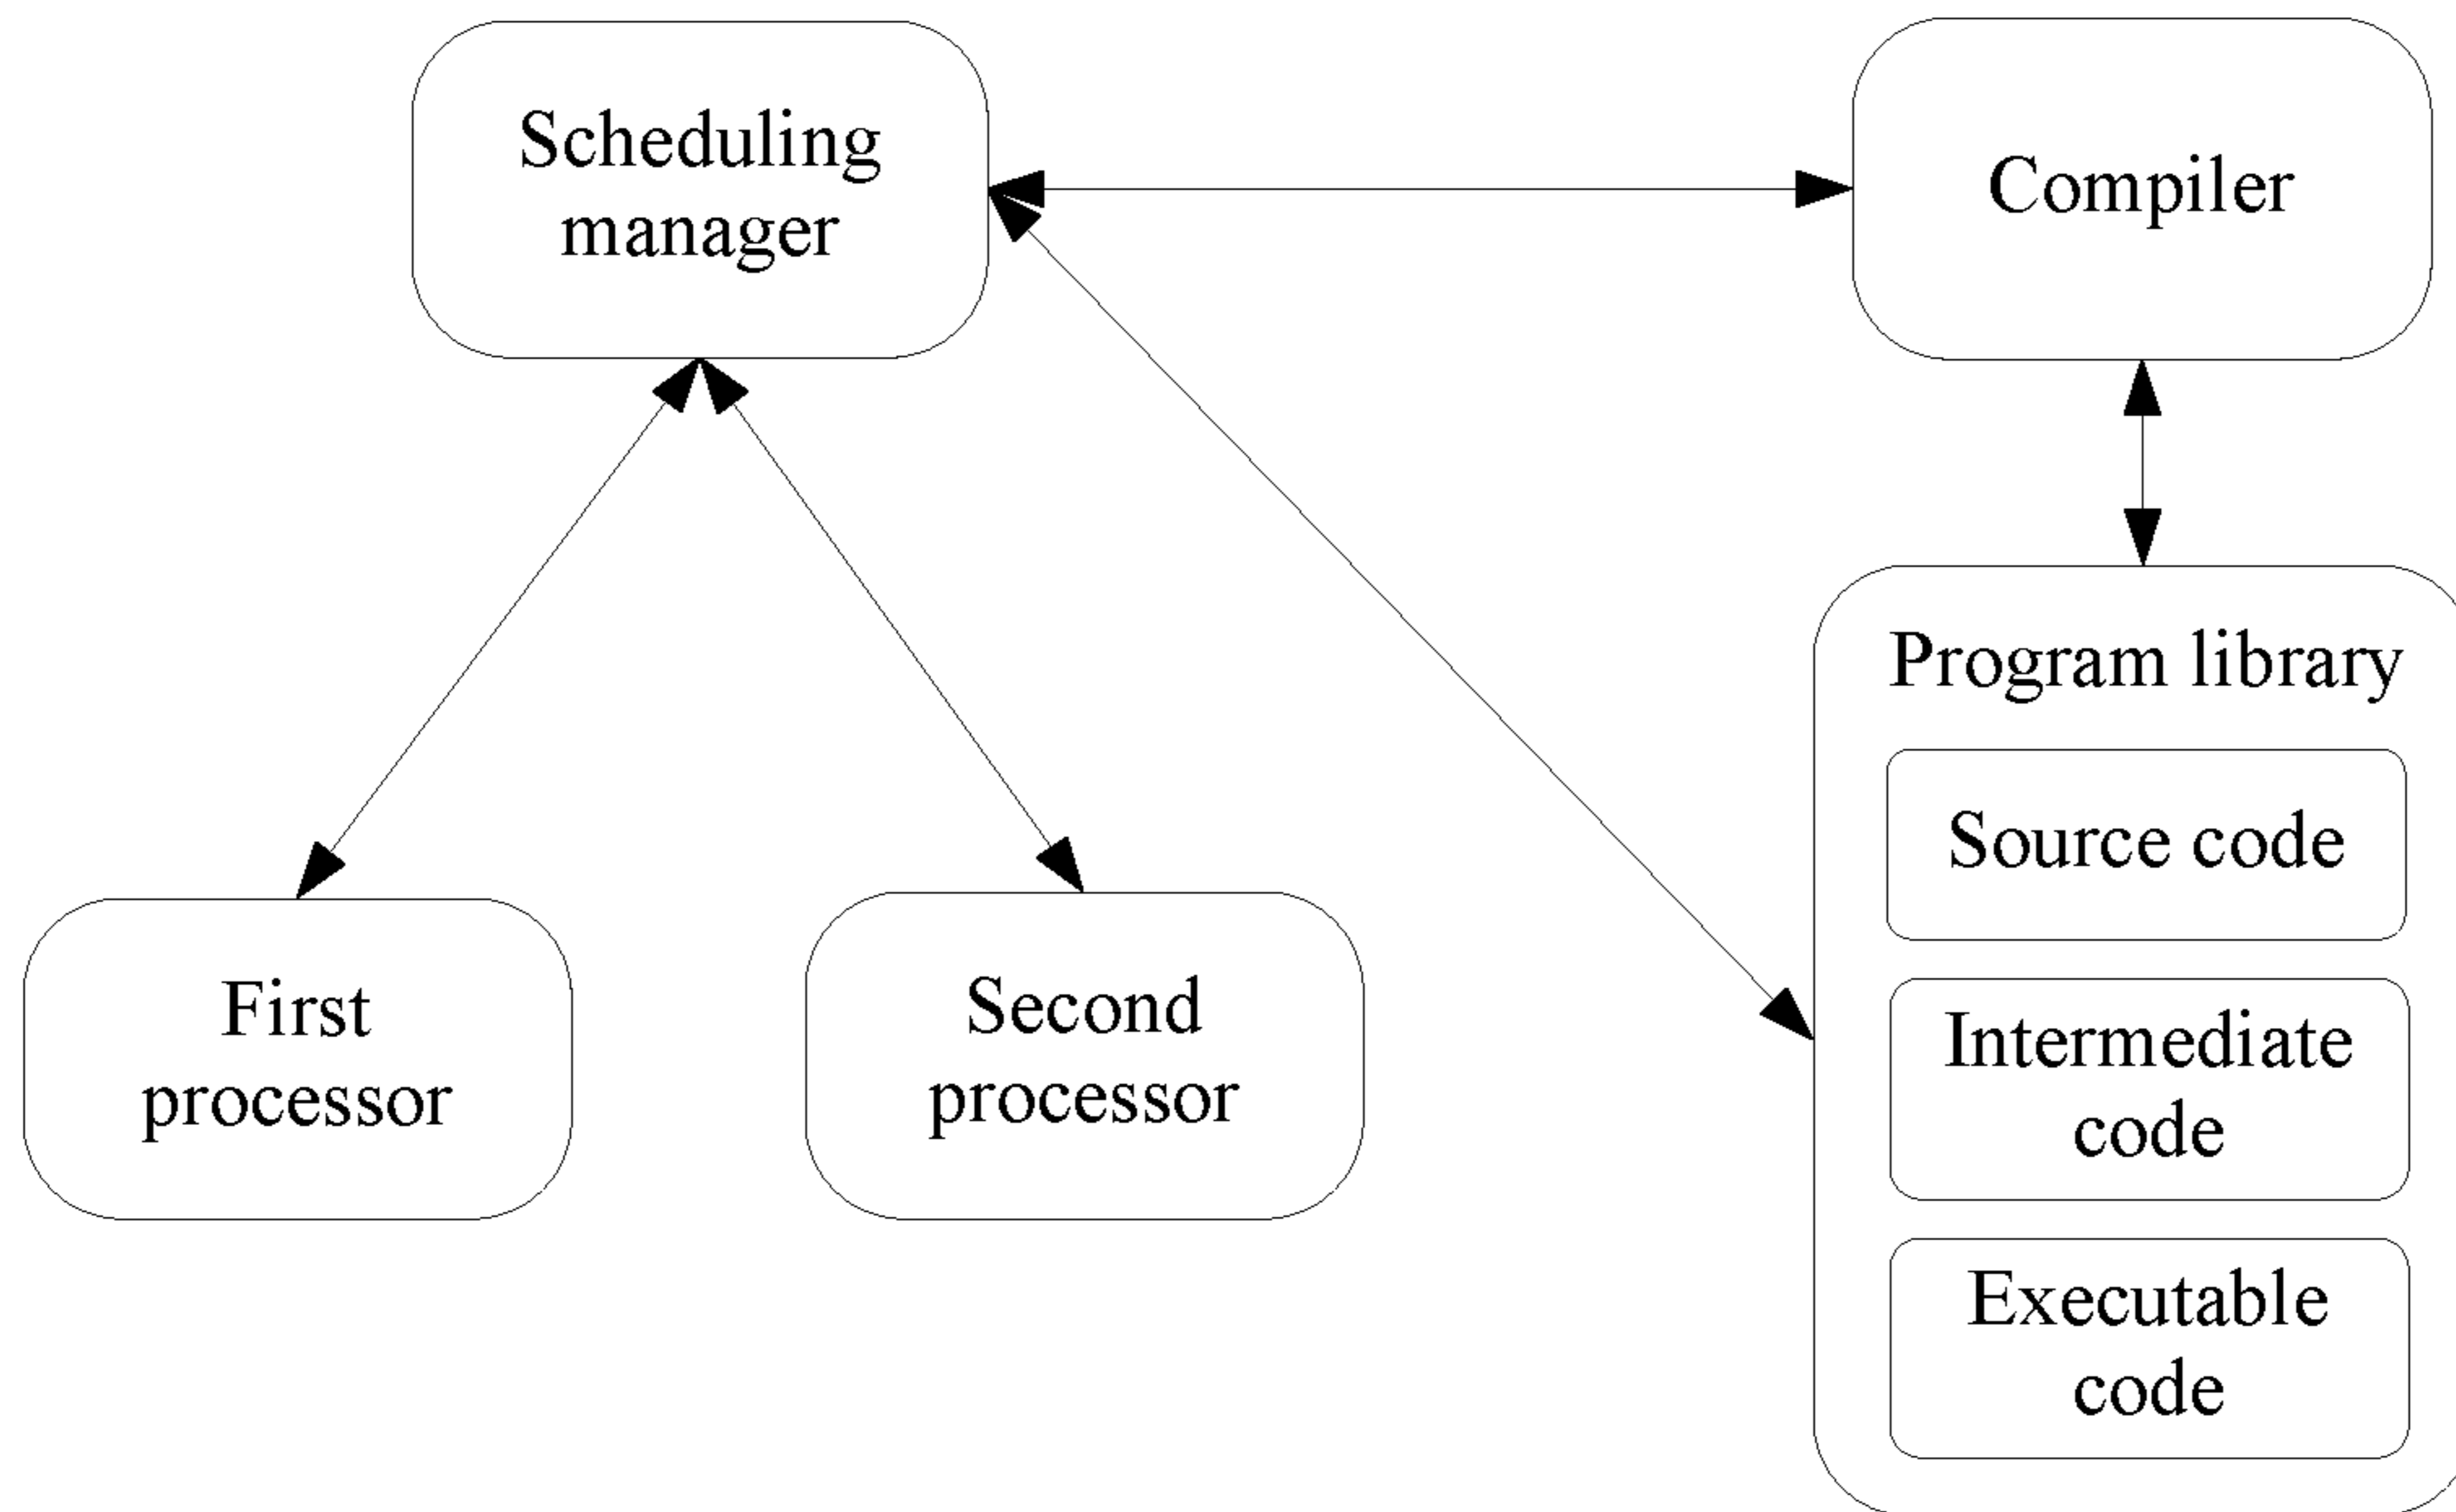 Scheduling
manager
Compiler
Program library
Source code
Intermediate
code
Executable
code
First
processor
Second
processor